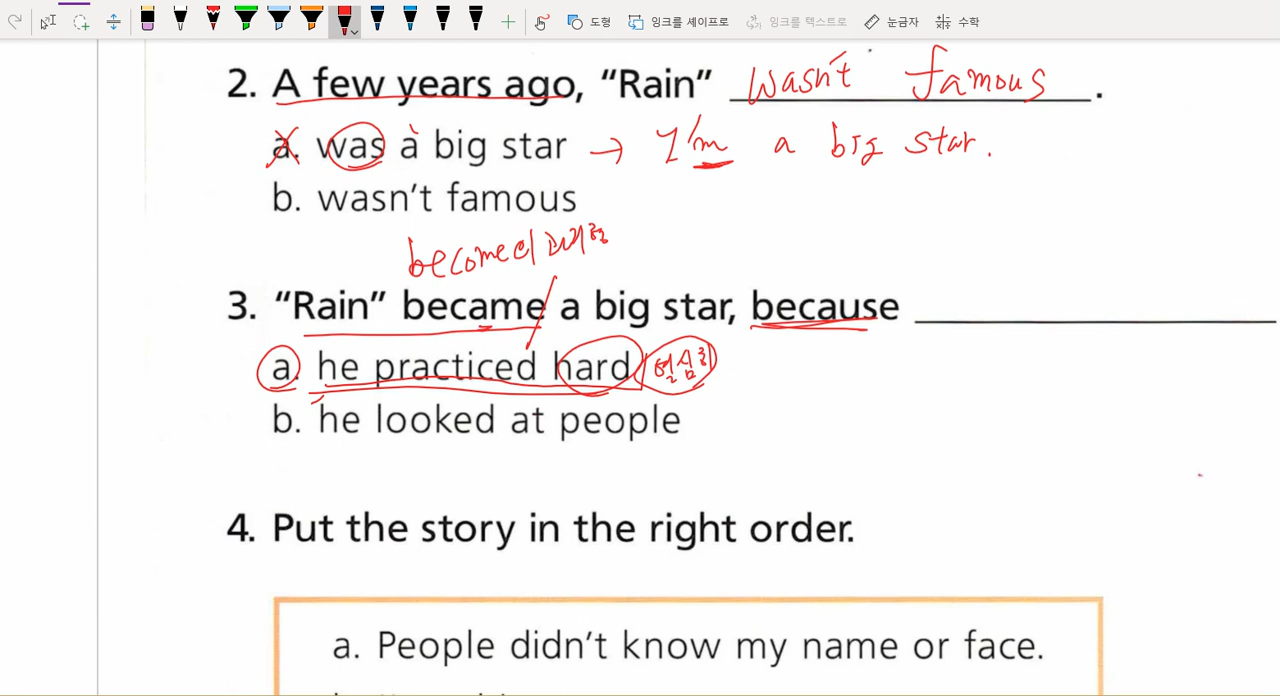 도형 잉크를 셰이프로 잉크를 텍스트로 눈금자 수학
2. A few years ago, “Rain” wasn't famous.
a. was a big star → I'm a big star.
b. wasn’t famous
become의 과거형
3. “Rain” became a big star, because
a. he practiced hard 열심히
b. he looked at people
4. Put the story in the right order.
a. People didn’t know my name or face.